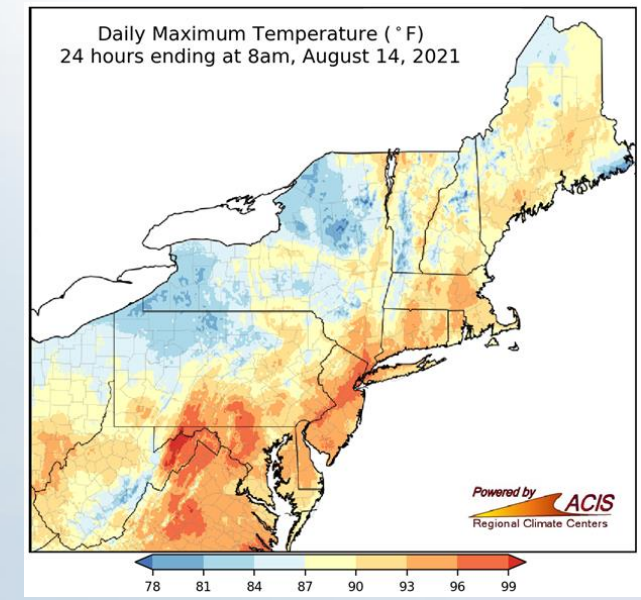 Daily Maximum Temperature (°F)
24 hours ending at 8am, August 14, 2021
Powered by
ACIS
Regional Climate Centers
78 81 84 87 90 93 96 99